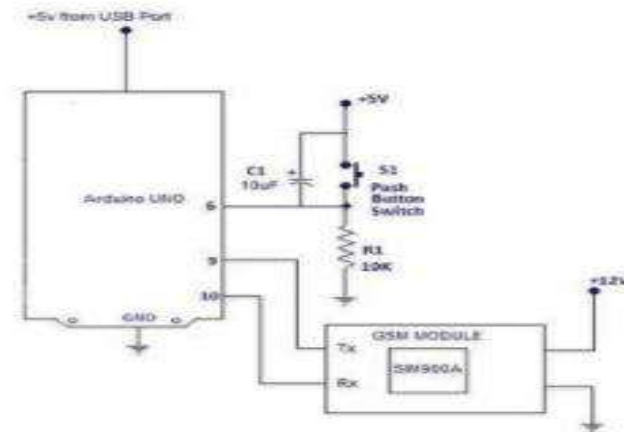 +5v from USB Port
+5V
C1
10uF
S1
Push
Button
Switch
Arduino UNO
6
R1
10K
9
10
GND
+12V
GSM MODULE
Tx
SIM900A
Rx